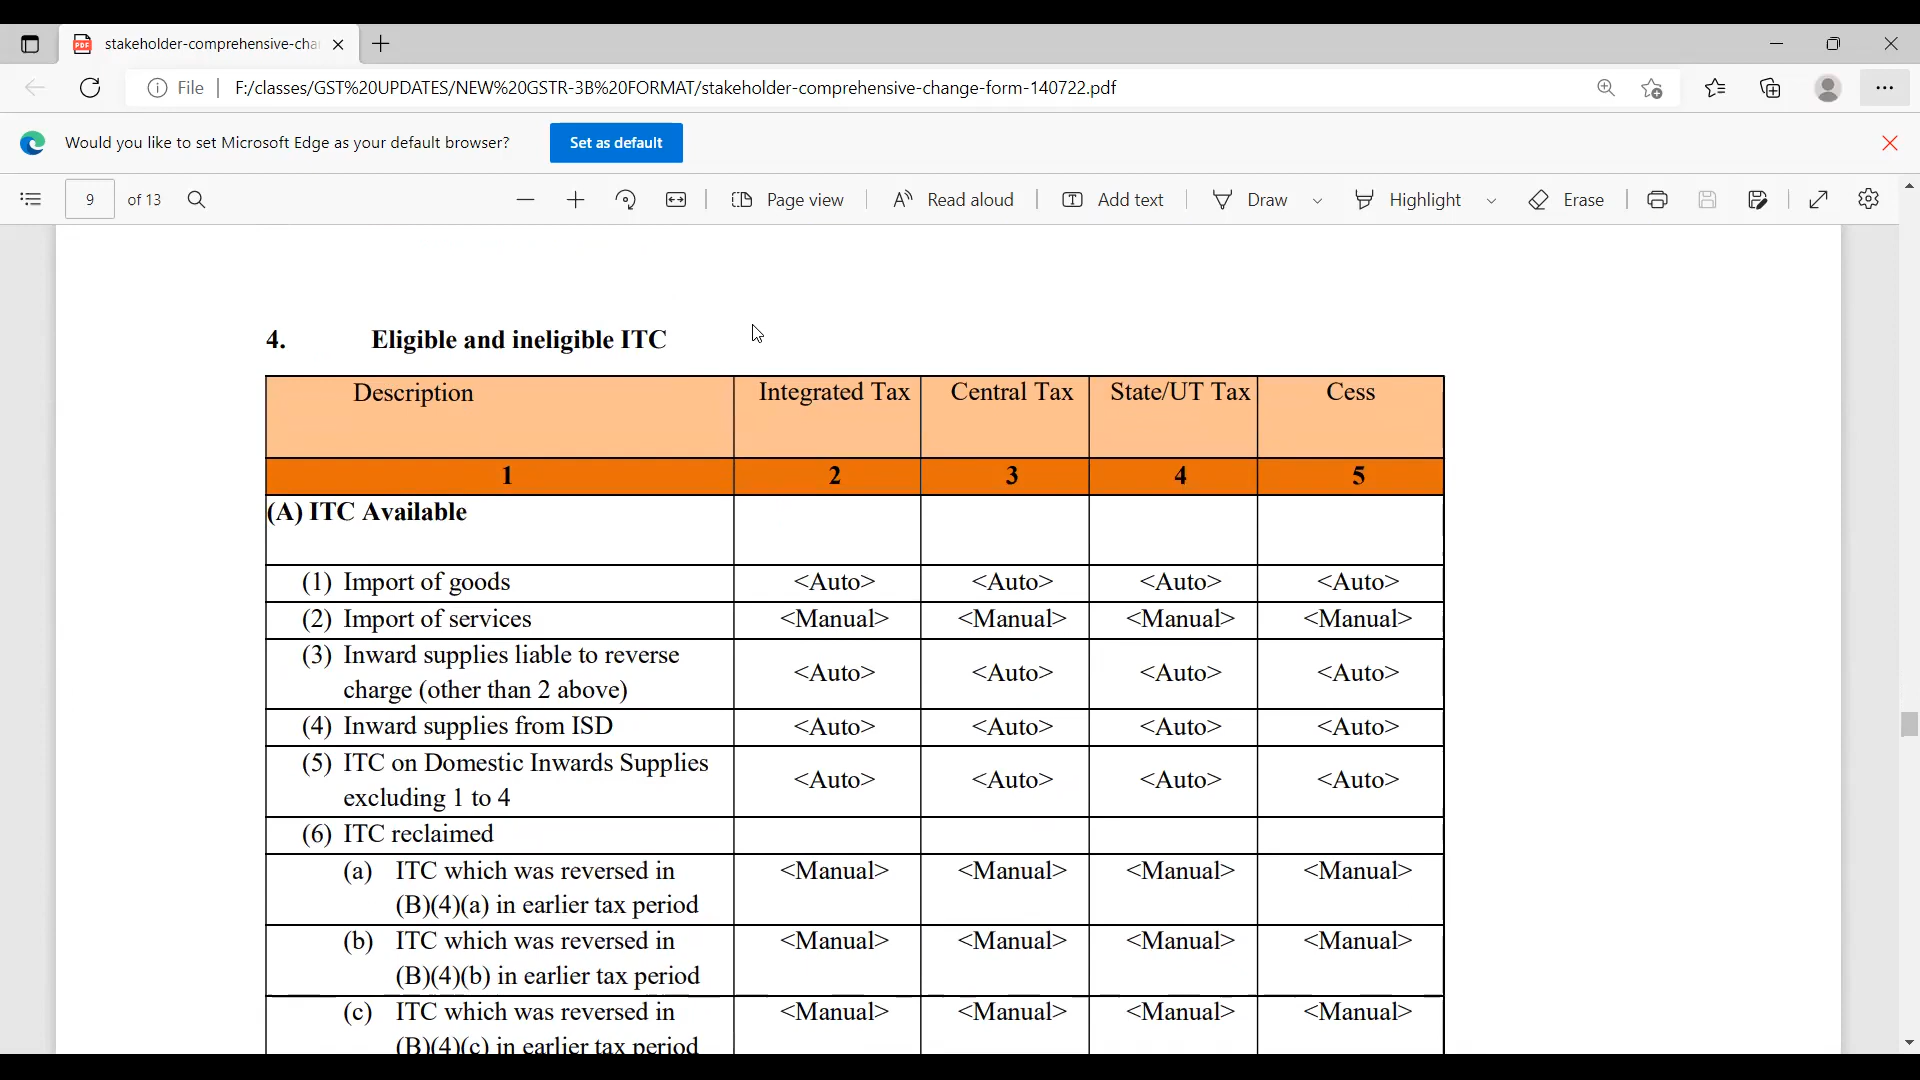 stakeholder-comprehensive-cha
File
F:/classes/GST%20UPDATES/NEW%20GSTR-3B%20FORMAT/stakeholder-comprehensive-change-form-140722.pdf
Would you like to set Microsoft Edge as your default browser?
Set as default
9 of 13
Page view
Read aloud
Add text
Draw
Highlight
Erase
4. Eligible and ineligible ITC
Description Integrated Tax Central Tax State/UT Tax Cess
1 2 3 4 5
(A) ITC Available
(1) Import of goods <Auto> <Auto> <Auto> <Auto>
(2) Import of services <Manual> <Manual> <Manual> <Manual>
(3) Inward supplies liable to reverse
charge (other than 2 above) <Auto> <Auto> <Auto> <Auto>
(4) Inward supplies from ISD <Auto> <Auto> <Auto> <Auto>
(5) ITC on Domestic Inwards Supplies
excluding 1 to 4 <Auto> <Auto> <Auto> <Auto>
(6) ITC reclaimed
(a) ITC which was reversed in <Manual> <Manual> <Manual> <Manual>
(B)(4)(a) in earlier tax period
(b) ITC which was reversed in <Manual> <Manual> <Manual> <Manual>
(B)(4)(b) in earlier tax period
(c) ITC which was reversed in <Manual> <Manual> <Manual> <Manual>
(B)(4)(c) in earlier tax period